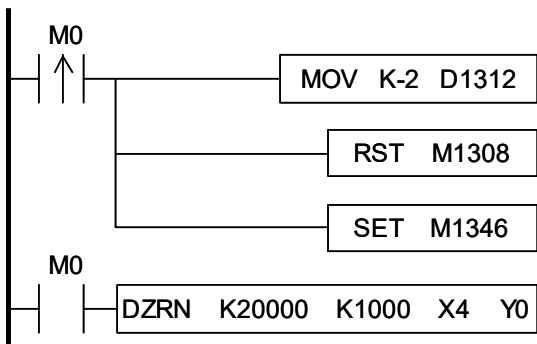 M0
MOV K-2 D1312
RST M1308
SET M1346
M0
DZRN K20000 K1000 X4 Y0